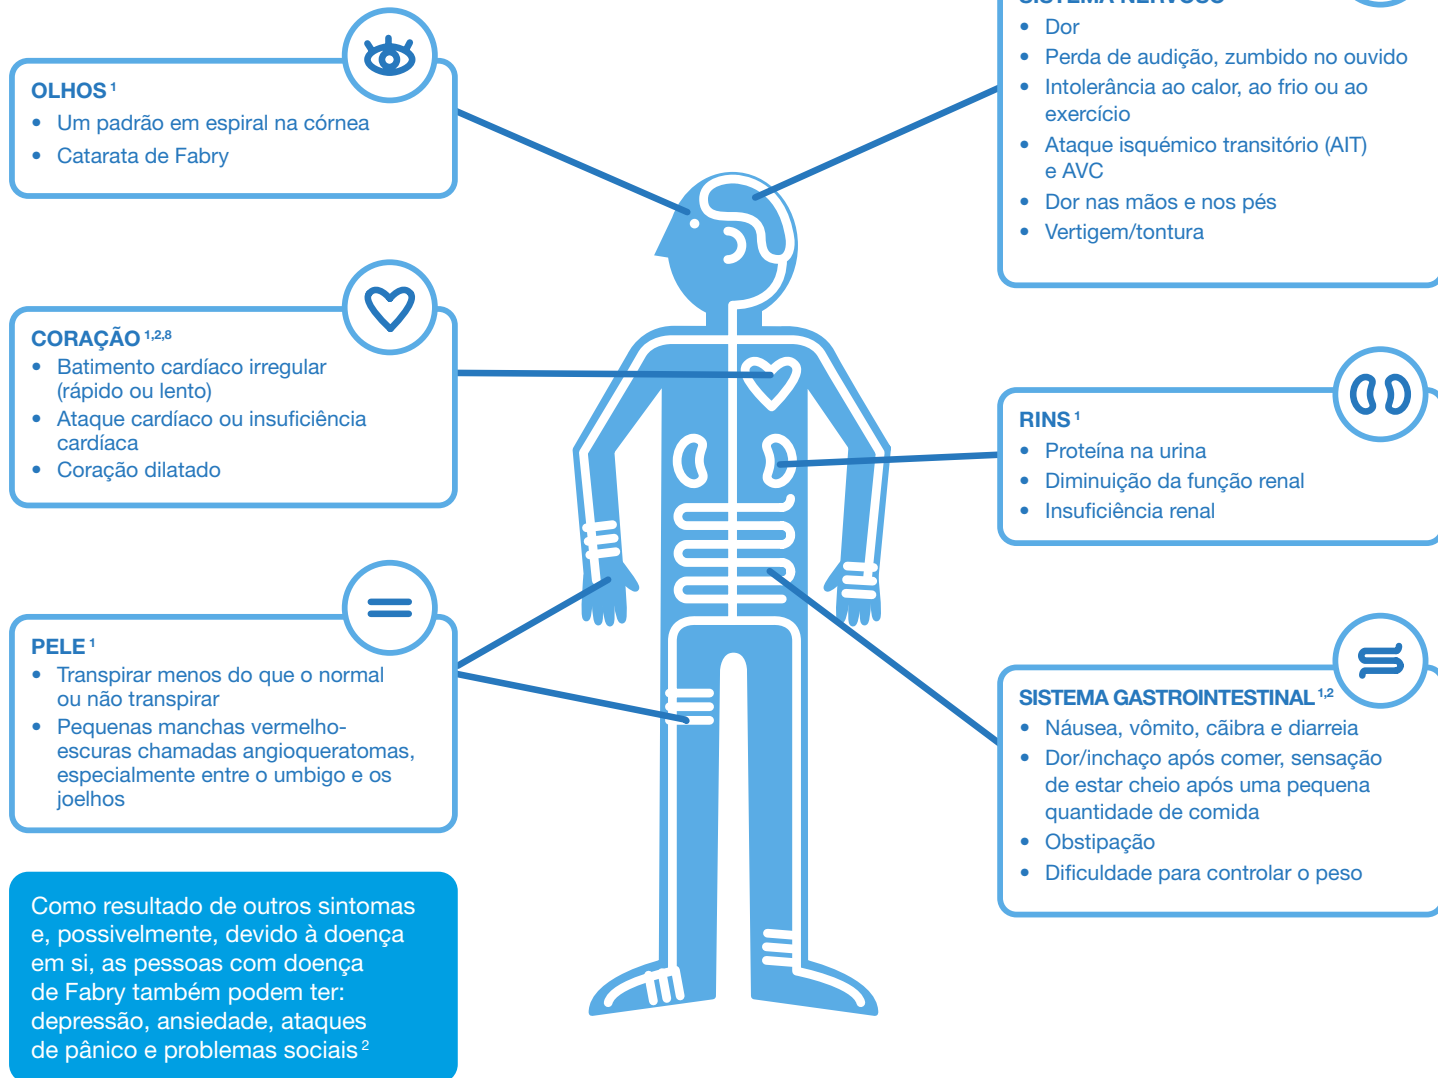 OLHOS 1
• Um padrão em espiral na córnea
• Catarata de Fabry
CORAÇÃO 1,2,8
• Batimento cardíaco irregular
(rápido ou lento)
• Ataque cardíaco ou insuficiência
cardíaca
• Coração dilatado
PELE 1
• Transpirar menos do que o normal
ou não transpirar
• Pequenas manchas vermelho-
escuras chamadas angioqueratomas,
especialmente entre o umbigo e os
joelhos
Como resultado de outros sintomas
e, possivelmente, devido à doença
em si, as pessoas com doença
de Fabry também podem ter:
depressão, ansiedade, ataques
de pânico e problemas sociais 2
SISTEMA NERVOSO
• Dor
• Perda de audição, zumbido no ouvido
• Intolerância ao calor, ao frio ou ao
exercício
• Ataque isquémico transitório (AIT)
e AVC
• Dor nas mãos e nos pés
• Vertigem/tontura
RINS 1
• Proteína na urina
• Diminuição da função renal
• Insuficiência renal
SISTEMA GASTROINTESTINAL 1,2
• Náusea, vômito, cãibra e diarreia
• Dor/inchaço após comer, sensação
de estar cheio após uma pequena
quantidade de comida
• Obstipação
• Dificuldade para controlar o peso